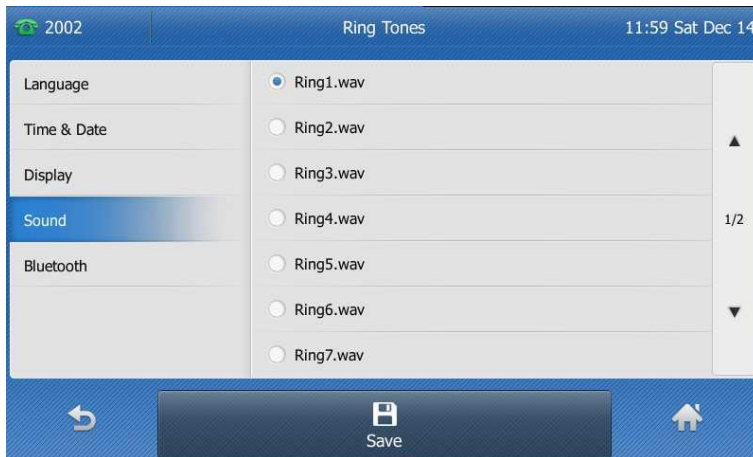 2002 Ring Tones 11:59 Sat Dec 14
Language
Time & Date
Display
Sound
Bluetooth
Ring1.wav
Ring2.wav
Ring3.wav
Ring4.wav
Ring5.wav
Ring6.wav
Ring7.wav
1/2
Save